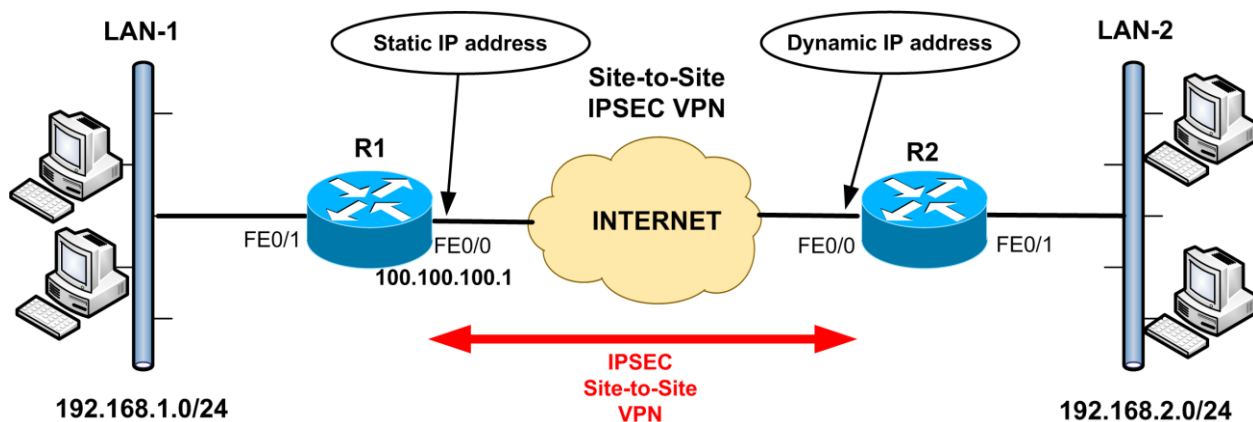 LAN-1
Static IP address
Dynamic IP address
LAN-2
Site-to-Site
IPSEC VPN
R1
R2
INTERNET
FE0/1
FE0/0
100.100.100.1
FE0/0
FE0/1
IPSEC
Site-to-Site
VPN
192.168.1.0/24
192.168.2.0/24